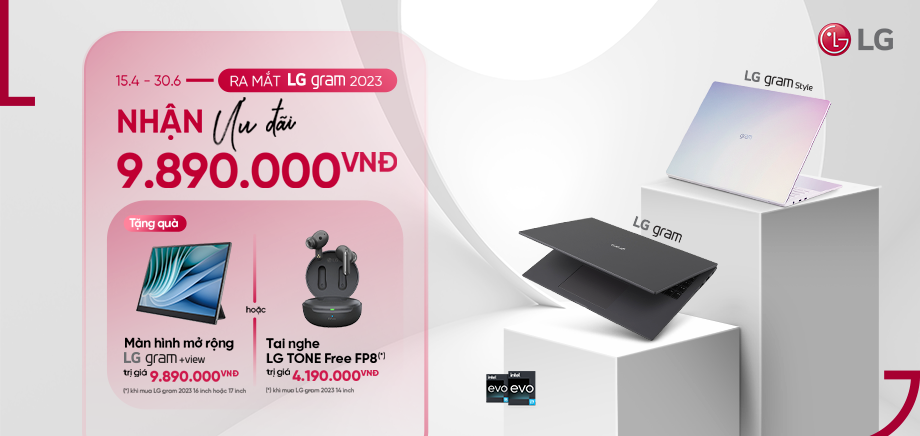 LG
15.4 - 30.6
RA MẮT LG gram 2023
NHẬN Ưu đãi
9.890.000VNĐ
Tặng quà
hoặc
Màn hình mở rộng
LG gram +view
trị giá 9.890.000VNĐ
(*) khi mua LG gram 2023 16 inch hoặc 17 inch
Tai nghe
LG TONE Free FP8(*)
trị giá 4.190.000VNĐ
(*) khi mua LG gram 2023 14 inch
LG gram Style
gram
LG gram
intel
evo
intel
evo